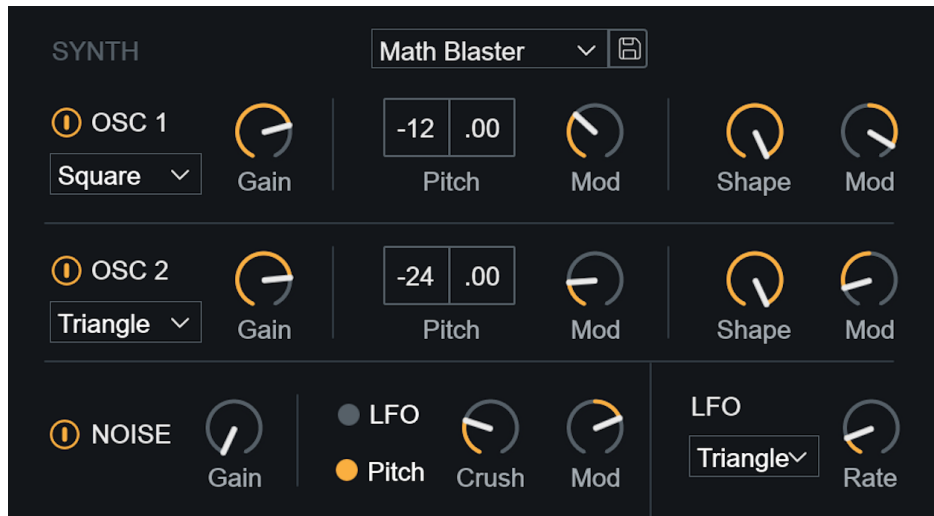 SYNTH Math Blaster
OSC 1 -12 .00
Square Gain Pitch Mod Shape Mod
OSC 2 -24 .00
Triangle Gain Pitch Mod Shape Mod
NOISE Gain
LFO
Pitch Crush Mod
LFO
Triangle Rate